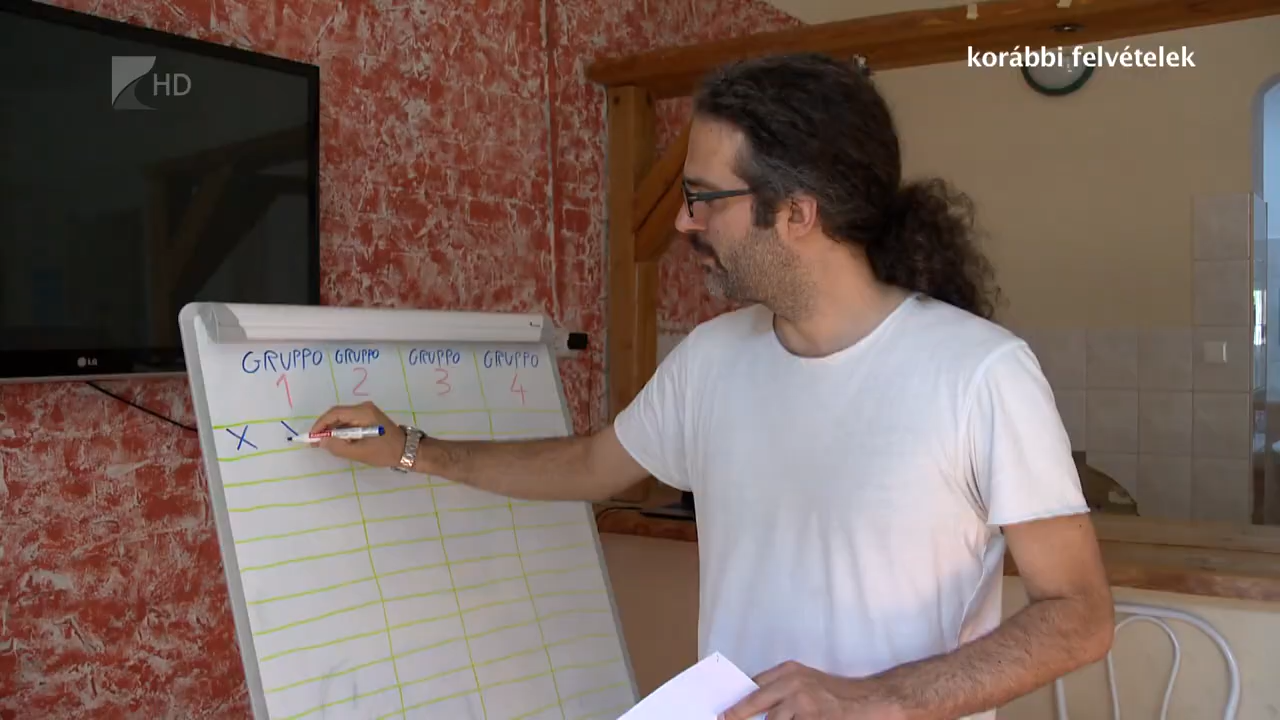 korábbi felvételek
HD
GRUPPO GRUPPO GRUPPO GRUPPO
1 2 3 4
X
LG